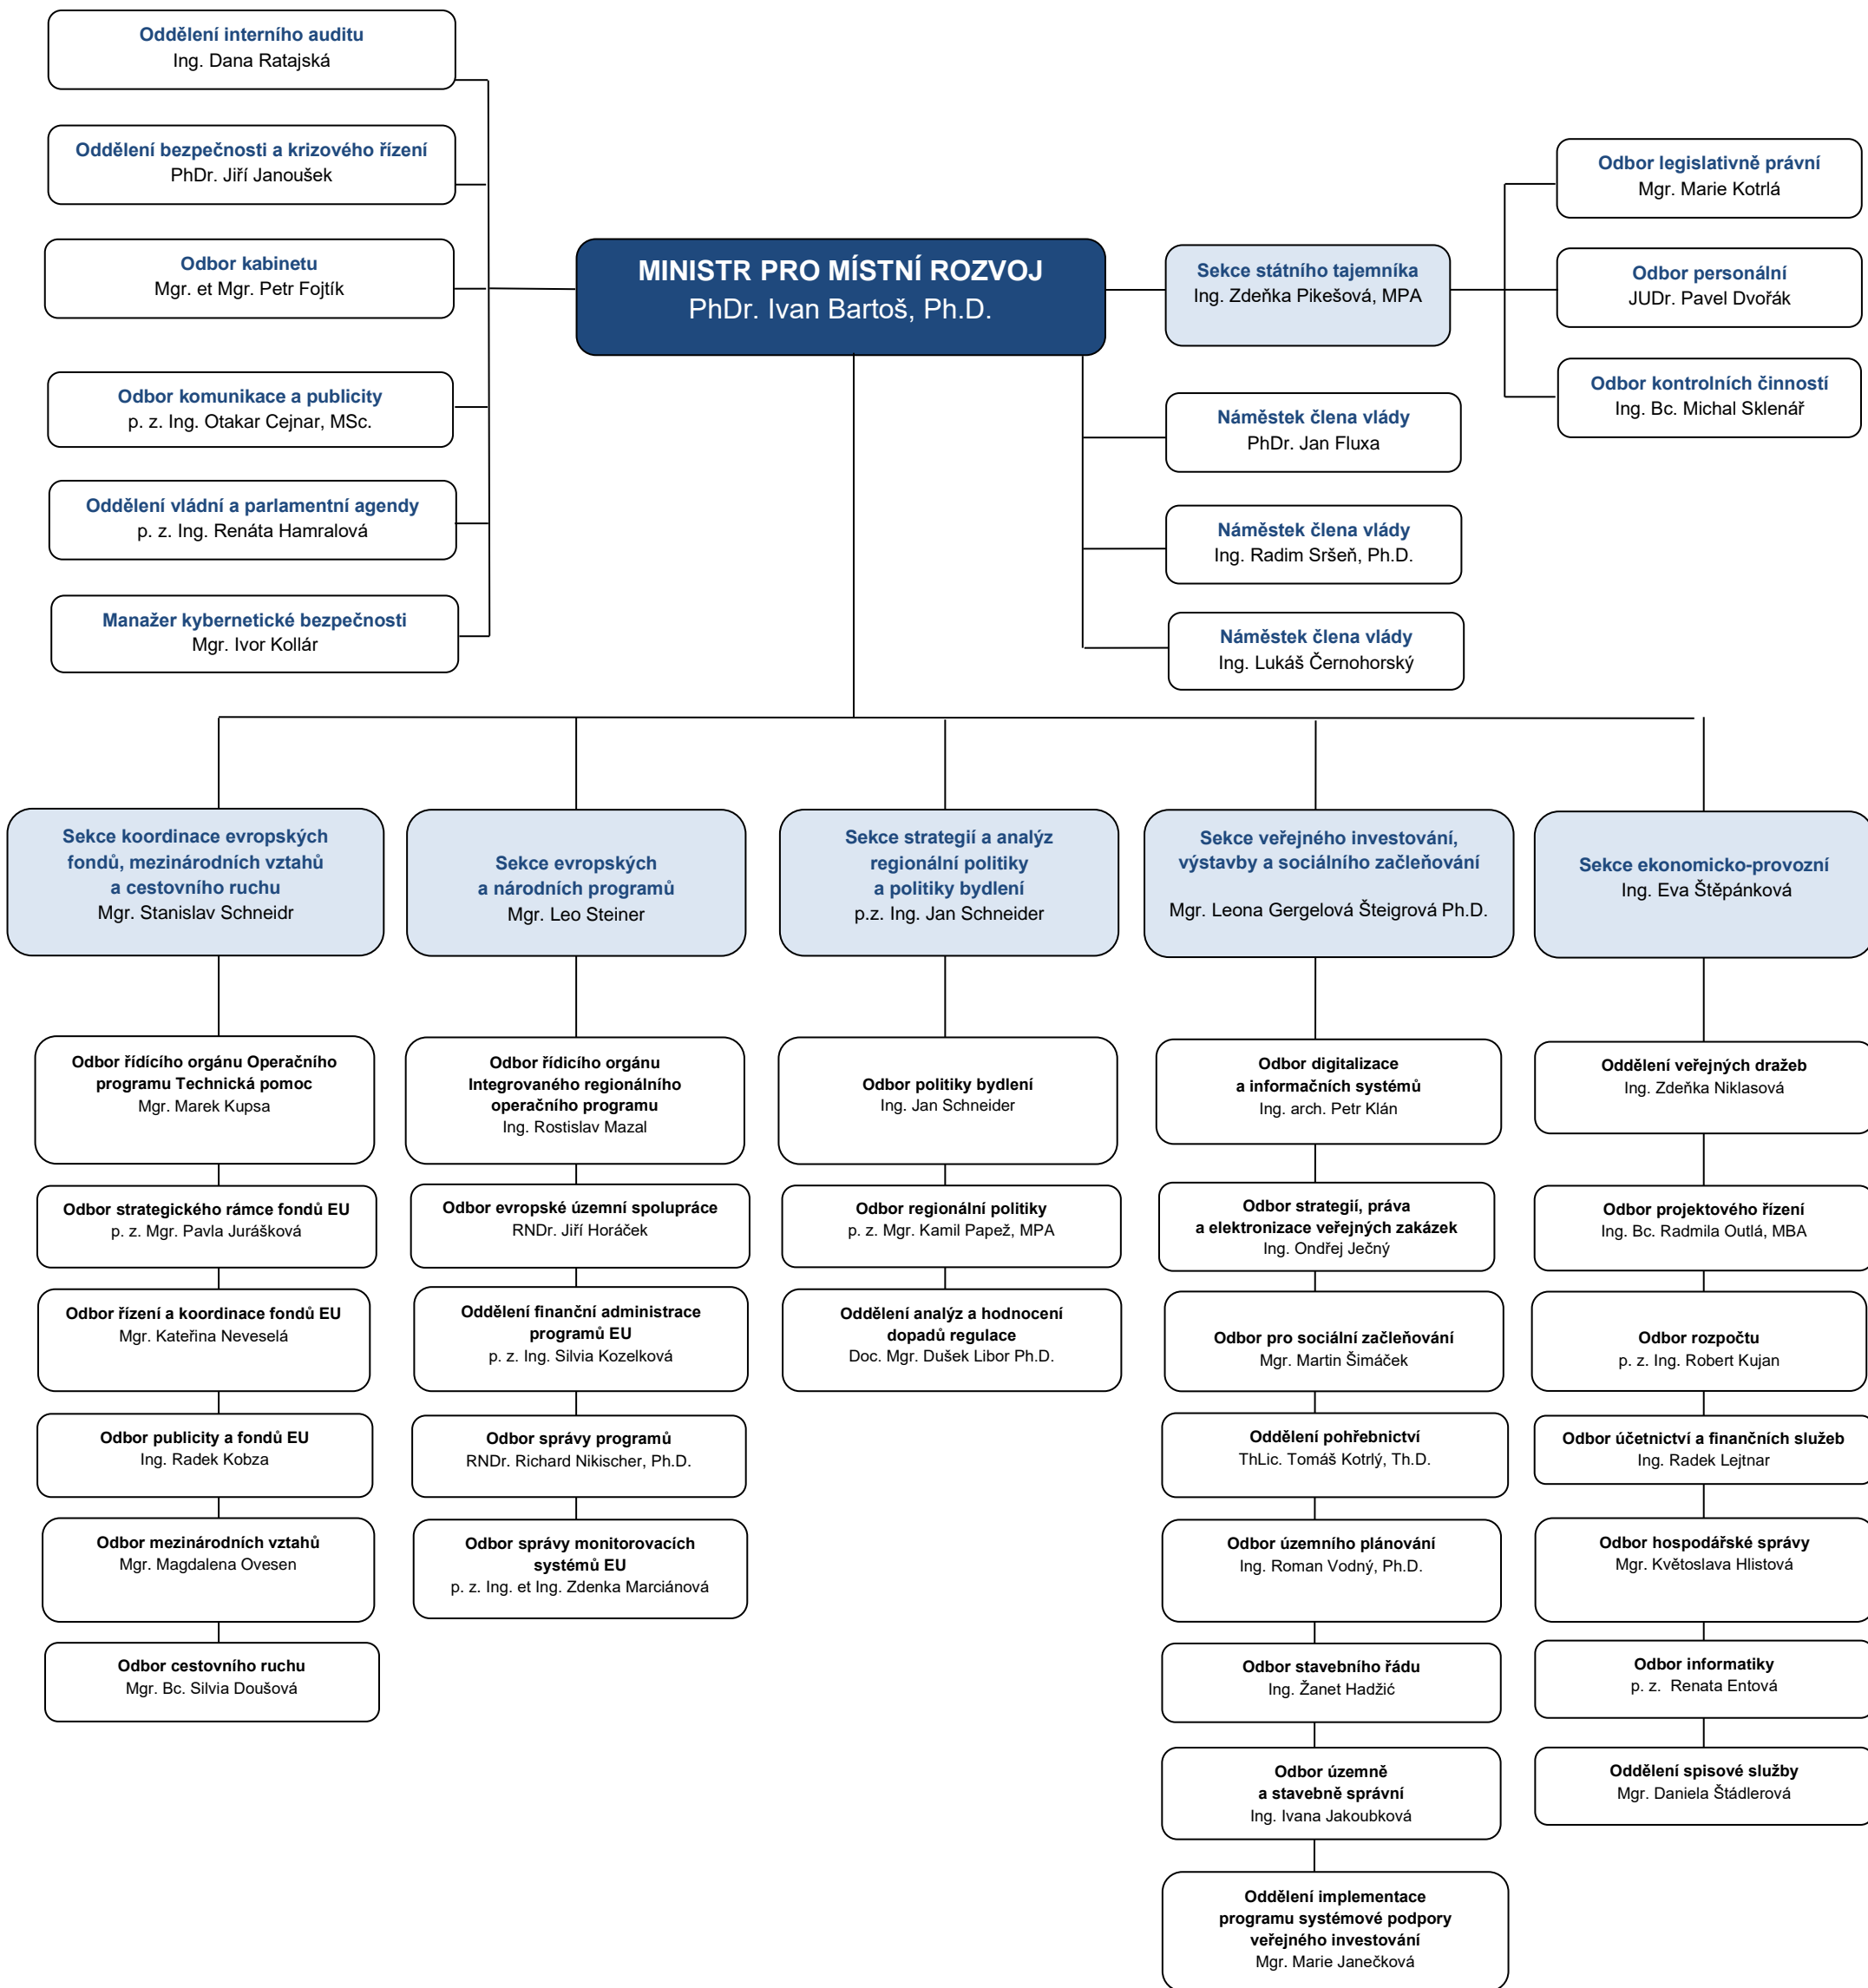 Oddělení interního auditu
Ing. Dana Ratajská
Oddělení bezpečnosti a krizového řízení
PhDr. Jiří Janoušek
Odbor kabinetu
Mgr. et Mgr. Petr Fojtík
Odbor komunikace a publicity
p. z. Ing. Otakar Cejnar, MSc.
Oddělení vládní a parlamentní agendy
p. z. Ing. Renáta Hamralová
Manažer kybernetické bezpečnosti
Mgr. Ivor Kollár
MINISTR PRO MÍSTNÍ ROZVOJ
PhDr. Ivan Bartoš, Ph.D.
Sekce státního tajemníka
Ing. Zdeňka Pikešová, MPA
Odbor legislativně právní
Mgr. Marie Kotrlá
Odbor personální
JUDr. Pavel Dvořák
Odbor kontrolních činností
Ing. Bc. Michal Sklenář
Náměstek člena vlády
PhDr. Jan Fluxa
Náměstek člena vlády
Ing. Radim Sršeň, Ph.D.
Náměstek člena vlády
Ing. Lukáš Černohorský
Sekce koordinace evropských
fondů, mezinárodních vztahů
a cestovního ruchu
Mgr. Stanislav Schneidr
Odbor řídícího orgánu Operačního
programu Technická pomoc
Mgr. Marek Kupsa
Odbor strategického rámce fondů EU
p. z. Mgr. Pavla Jurášková
Odbor řízení a koordinace fondů EU
Mgr. Kateřina Neveselá
Odbor publicity a fondů EU
Ing. Radek Kobza
Odbor mezinárodních vztahů
Mgr. Magdalena Ovesen
Odbor cestovního ruchu
Mgr. Bc. Silvia Doušová
Sekce evropských
a národních programů
Mgr. Leo Steiner
Odbor řídicího orgánu
Integrovaného regionálního
operačního programu
Ing. Rostislav Mazal
Odbor evropské územní spolupráce
RNDr. Jiří Horáček
Oddělení finanční administrace
programů EU
p. z. Ing. Silvia Kozelková
Odbor správy programů
RNDr. Richard Nikischer, Ph.D.
Odbor správy monitorovacích
systémů EU
p. z. Ing. et Ing. Zdenka Marciánová
Sekce strategií a analýz
regionální politiky
a politiky bydlení
p.z. Ing. Jan Schneider
Odbor politiky bydlení
Ing. Jan Schneider
Odbor regionální politiky
p. z. Mgr. Kamil Papež, MPA
Oddělení analýz a hodnocení
dopadů regulace
Doc. Mgr. Dušek Libor Ph.D.
Sekce veřejného investování,
výstavby a sociálního začleňování
Mgr. Leona Gergelová Šteigrová Ph.D.
Odbor digitalizace
a informačních systémů
Ing. arch. Petr Klán
Odbor strategií, práva
a elektronizace veřejných zakázek
Ing. Ondřej Ječný
Odbor pro sociální začleňování
Mgr. Martin Šimáček
Oddělení pohřebnictví
ThLic. Tomáš Kotrlý, Th.D.
Odbor územního plánování
Ing. Roman Vodný, Ph.D.
Odbor stavebního řádu
Ing. Žanet Hadžić
Odbor územně
a stavebně správní
Ing. Ivana Jakoubková
Oddělení implementace
programu systémové podpory
veřejného investování
Mgr. Marie Janečková
Sekce ekonomicko-provozní
Ing. Eva Štěpánková
Oddělení veřejných dražeb
Ing. Zdeňka Niklasová
Odbor projektového řízení
Ing. Bc. Radmila Outlá, MBA
Odbor rozpočtu
p. z. Ing. Robert Kujan
Odbor účetnictví a finančních služeb
Ing. Radek Lejtnar
Odbor hospodářské správy
Mgr. Květoslava Hlistová
Odbor informatiky
p. z. Renata Entová
Oddělení spisové služby
Mgr. Daniela Štádlerová